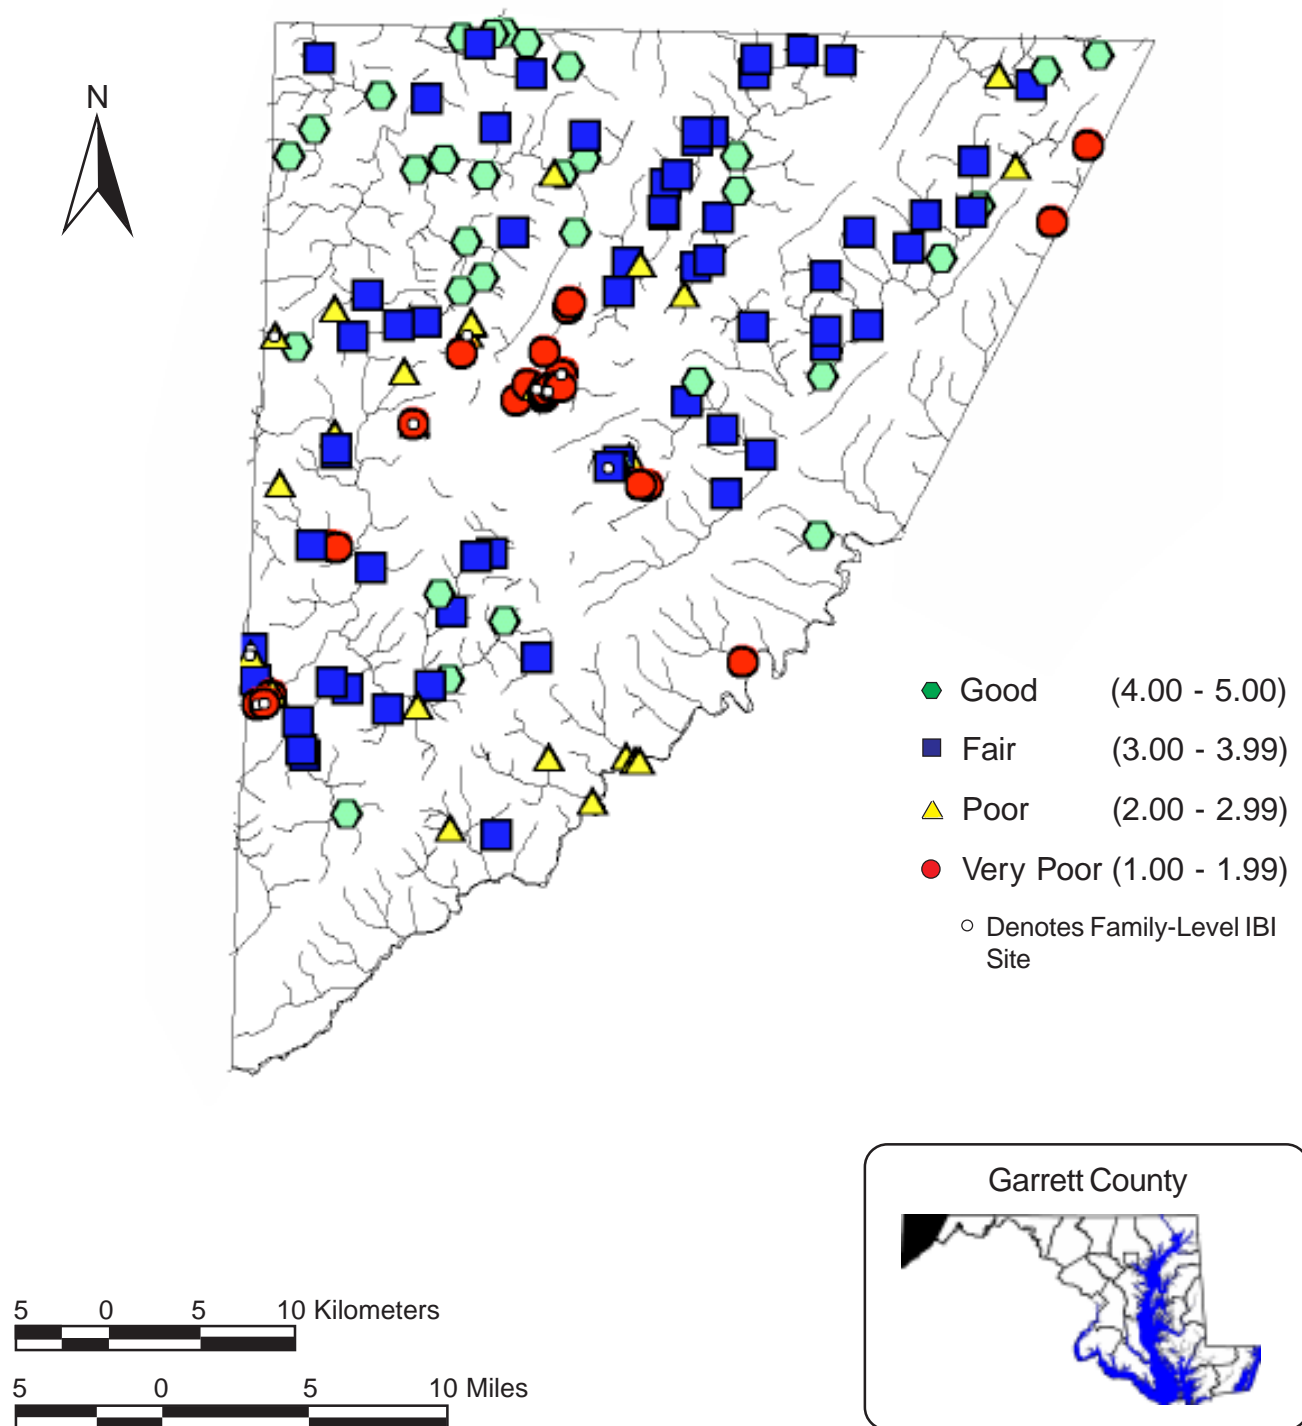 N
Good (4.00 - 5.00)
Fair (3.00 - 3.99)
Poor (2.00 - 2.99)
Very Poor (1.00 - 1.99)
Denotes Family-Level IBI
Site
Garrett County
5 0 5 10 Kilometers
5 0 5 10 Miles